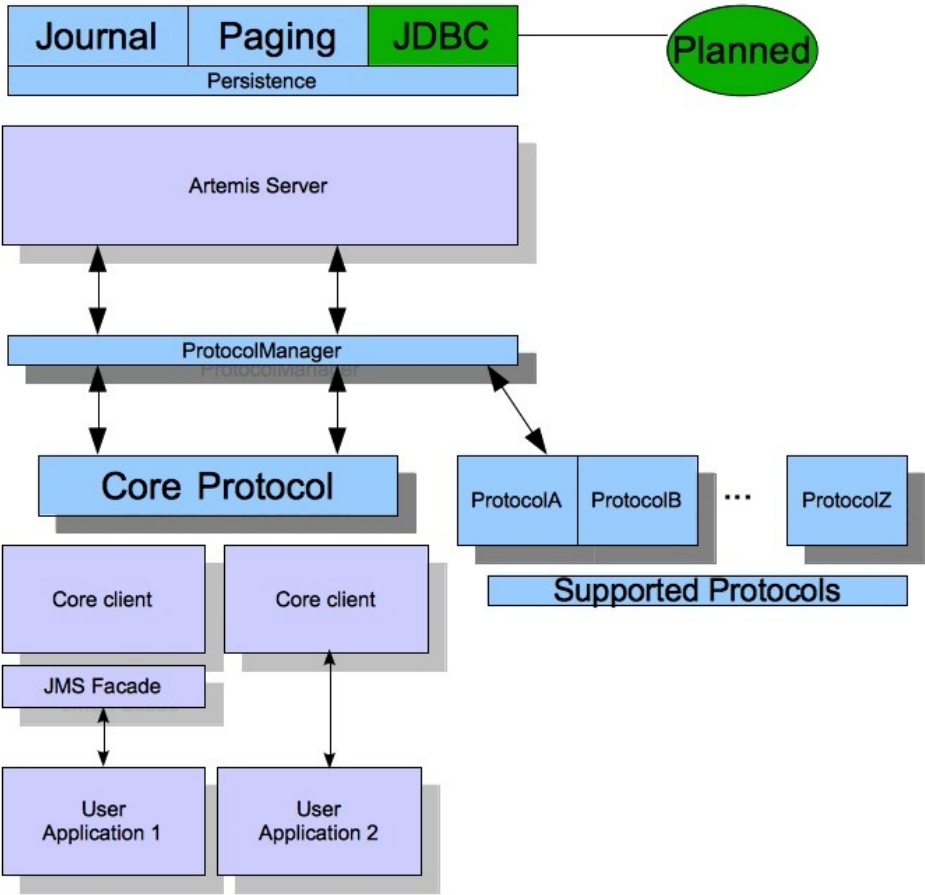 Journal
Paging
JDBC
Planned
Persistence
Artemis Server
ProtocolManager
ProtocolManager
Core Protocol
ProtocolA
ProtocolB
...
ProtocolZ
Supported Protocols
Core client
Core client
JMS Facade
User
Application 1
User
Application 2